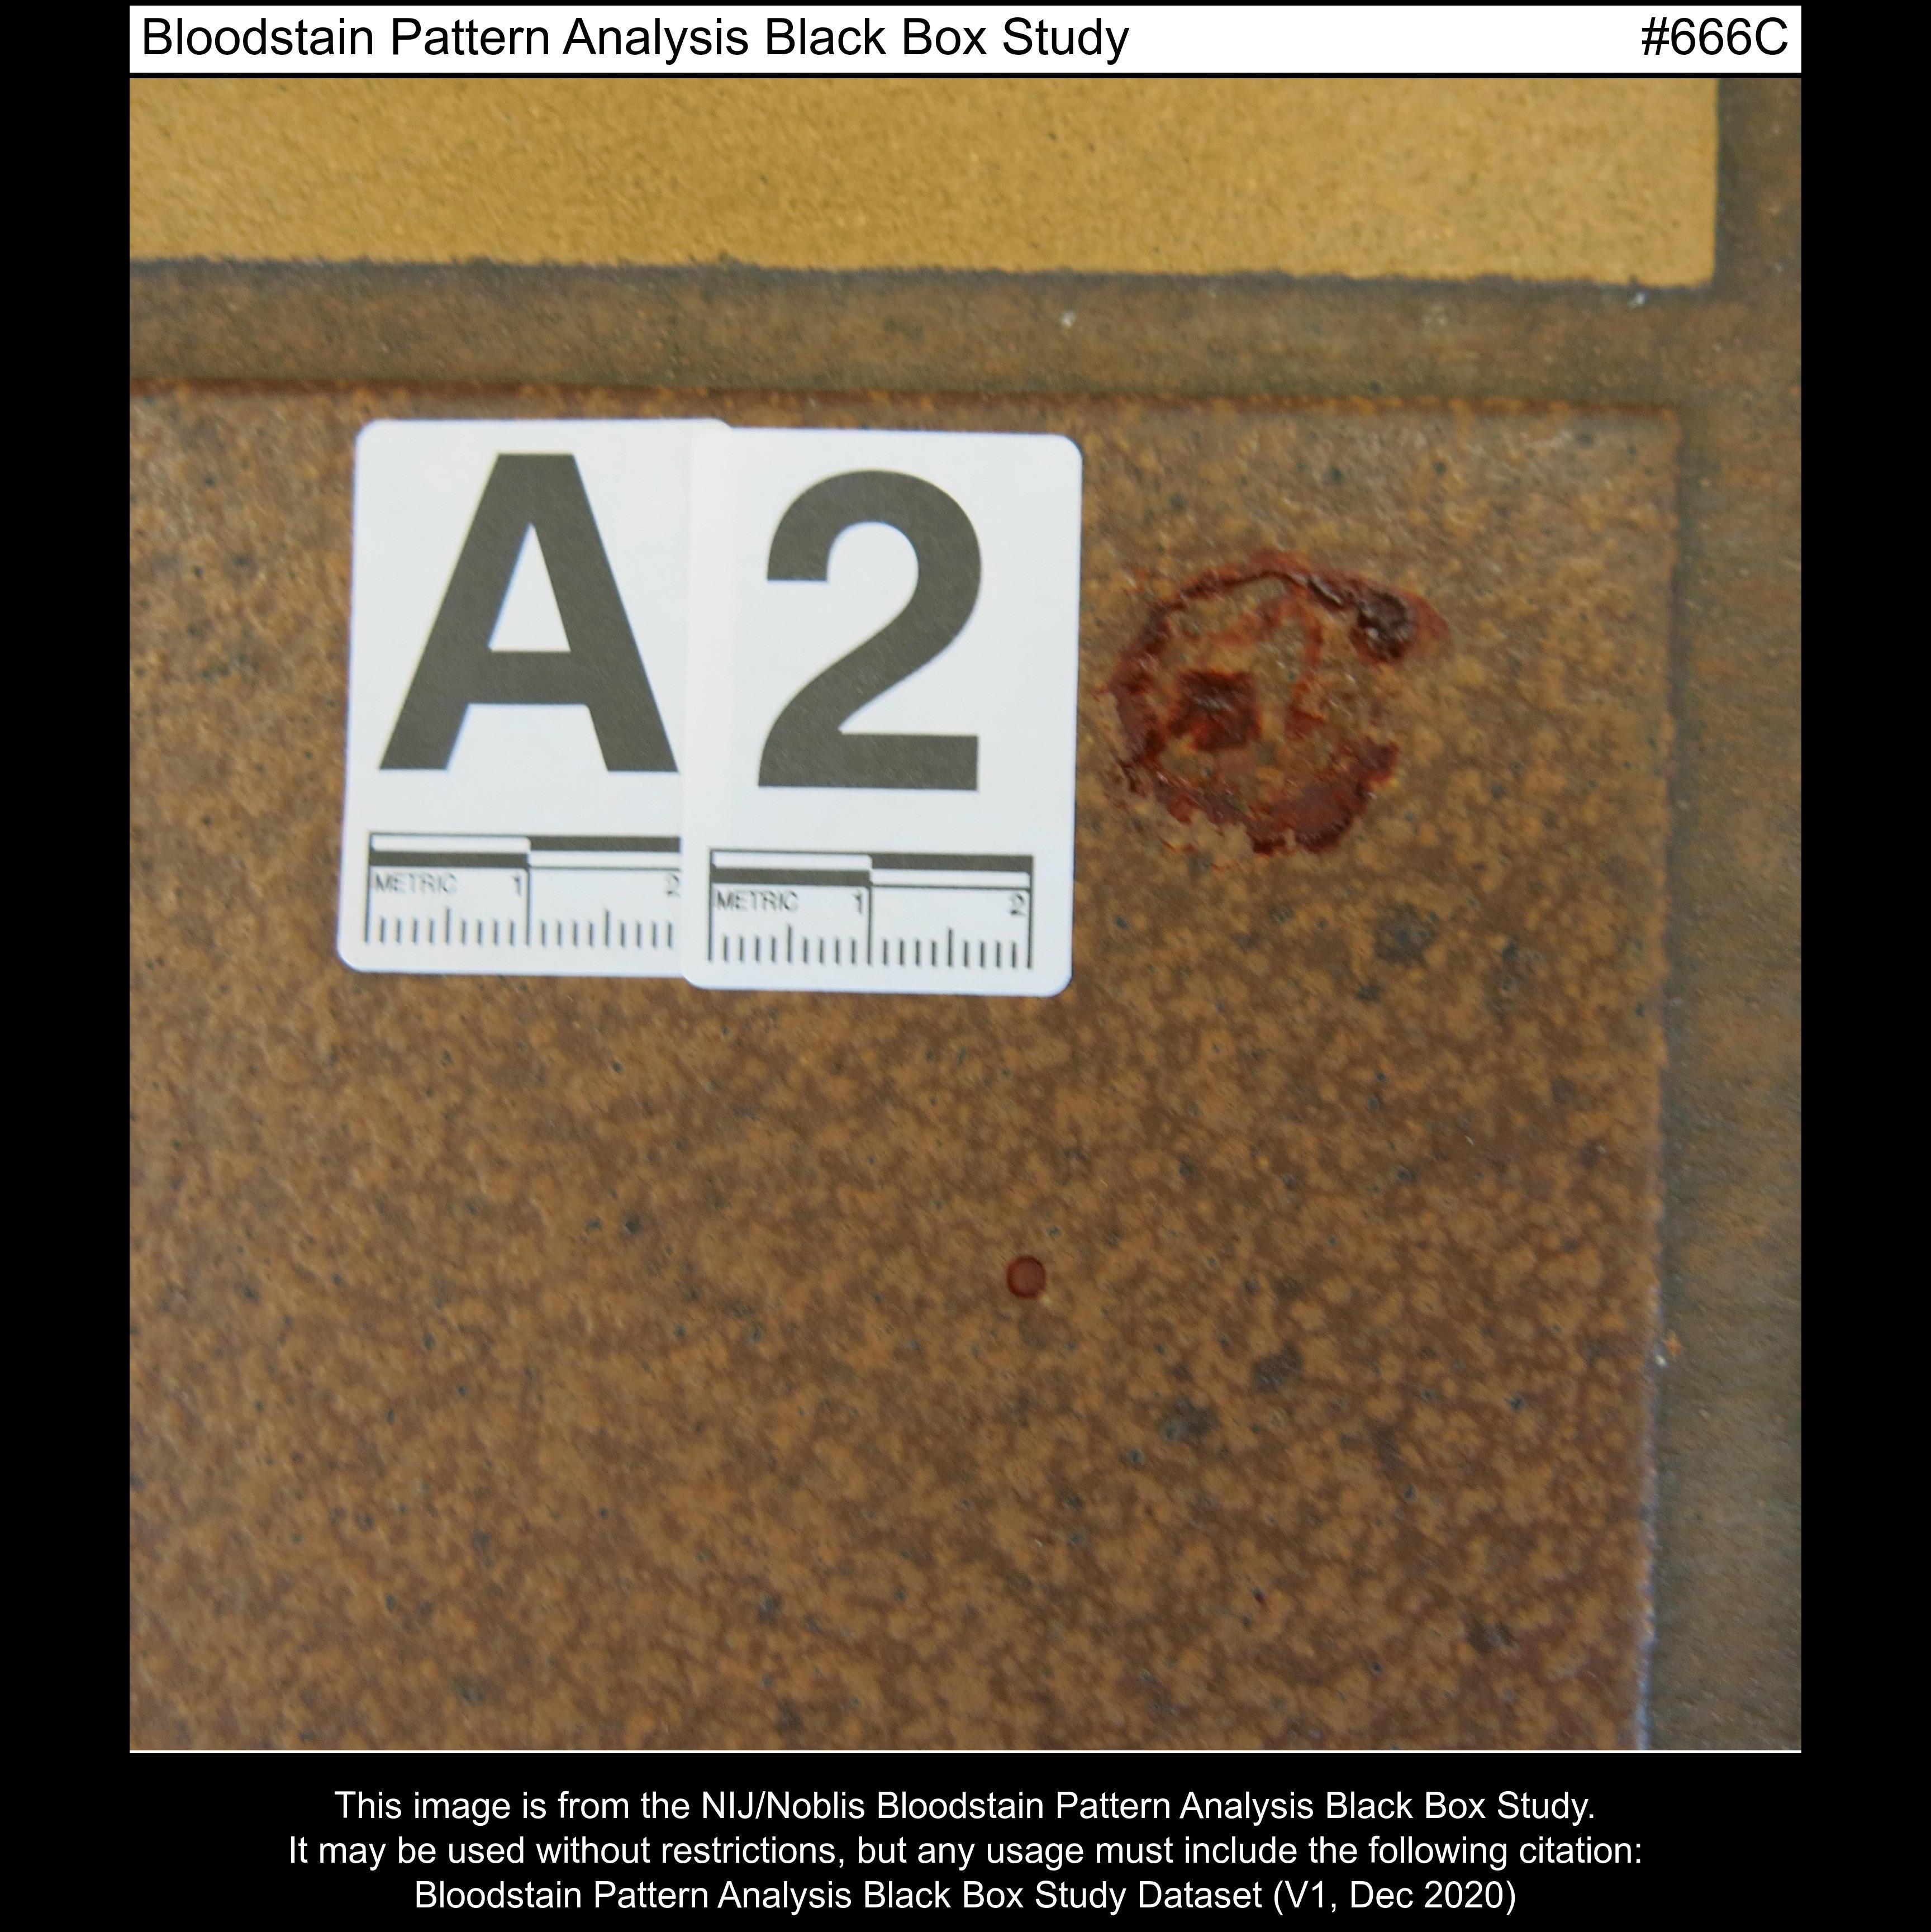 Bloodstain Pattern Analysis Black Box Study #666C
A 2
METRIC 1 2 METRIC 1 2
This image is from the NIJ/Noblis Bloodstain Pattern Analysis Black Box Study.
It may be used without restrictions, but any usage must include the following citation:
Bloodstain Pattern Analysis Black Box Study Dataset (V1, Dec 2020)